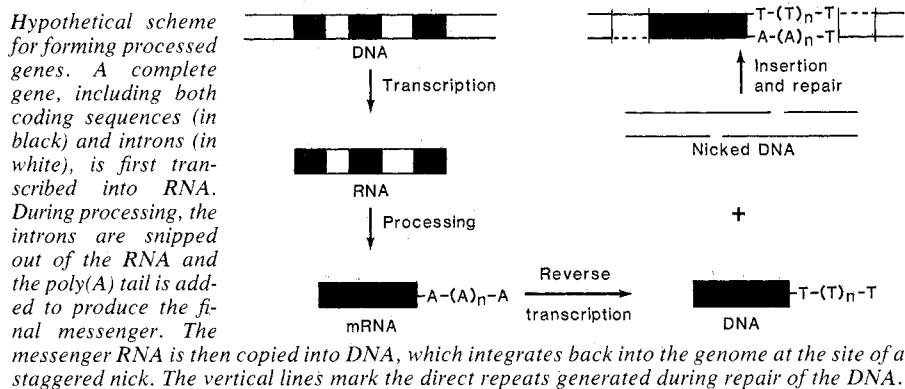 Hypothetical scheme
for forming processed
genes. A complete
gene, including both
coding sequences (in
black) and introns (in
white), is first tran-
scribed into RNA.
During processing, the
introns are snipped
out of the RNA and
the poly(A) tail is add-
ed to produce the fi-
nal messenger. The
messenger RNA is then copied into DNA, which integrates back into the genome at the site of a
staggered nick. The vertical lines mark the direct repeats generated during repair of the DNA.
DNA
Transcription
RNA
Processing
A-(A)n-A
mRNA
Reverse
transcription
T-(T)n-T
DNA
+
Nicked DNA
Insertion
and repair
T-(T)n-T
A-(A)n-T